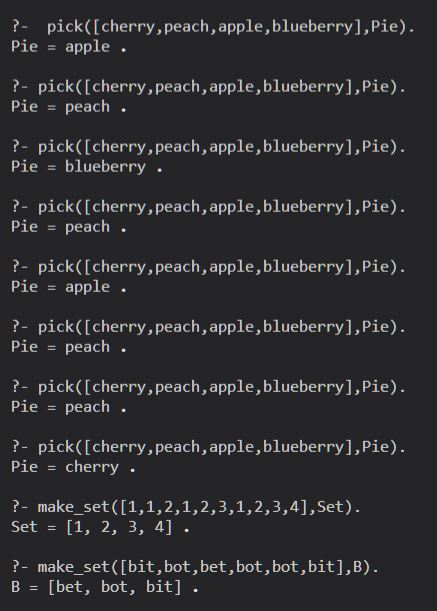 ?-  pick([cherry,peach,apple,blueberry],Pie).
Pie = apple .
?- pick([cherry,peach,apple,blueberry],Pie).
Pie = peach .
?- pick([cherry,peach,apple,blueberry],Pie).
Pie = blueberry .
?- pick([cherry,peach,apple,blueberry],Pie).
Pie = peach .
?- pick([cherry,peach,apple,blueberry],Pie).
Pie = apple .
?- pick([cherry,peach,apple,blueberry],Pie).
Pie = peach .
?- pick([cherry,peach,apple,blueberry],Pie).
Pie = peach .
?- pick([cherry,peach,apple,blueberry],Pie).
Pie = cherry .
?- make_set([1,1,2,1,2,3,1,2,3,4],Set).
Set = [1, 2, 3, 4] .
?- make_set([bit,bot,bet,bot,bot,bit],B).
B = [bet, bot, bit] .